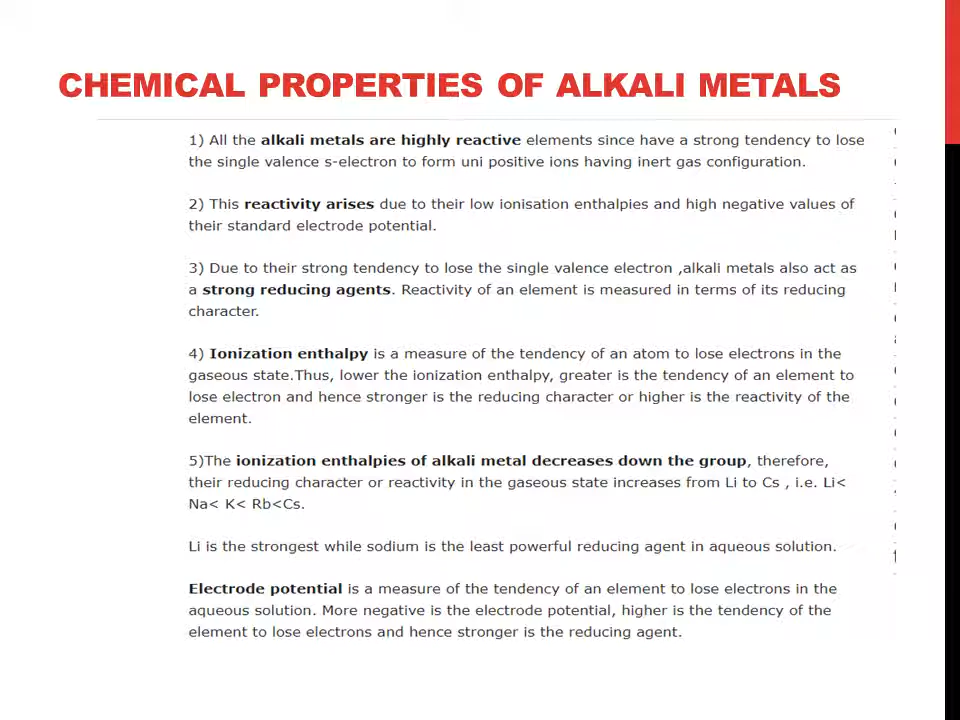 CHEMICAL PROPERTIES OF ALKALI METALS
1) All the alkali metals are highly reactive elements since have a strong tendency to lose
the single valence s-electron to form uni positive ions having inert gas configuration.
2) This reactivity arises due to their low ionisation enthalpies and high negative values of
their standard electrode potential.
3) Due to their strong tendency to lose the single valence electron ,alkali metals also act as
a strong reducing agents. Reactivity of an element is measured in terms of its reducing
character.
4) Ionization enthalpy is a measure of the tendency of an atom to lose electrons in the
gaseous state.Thus, lower the ionization enthalpy, greater is the tendency of an element to
lose electron and hence stronger is the reducing character or higher is the reactivity of the
element.
5)The ionization enthalpies of alkali metal decreases down the group, therefore,
their reducing character or reactivity in the gaseous state increases from Li to Cs , i.e. Li<
Na< K< Rb<Cs.
Li is the strongest while sodium is the least powerful reducing agent in aqueous solution.
Electrode potential is a measure of the tendency of an element to lose electrons in the
aqueous solution. More negative is the electrode potential, higher is the tendency of the
element to lose electrons and hence stronger is the reducing agent.